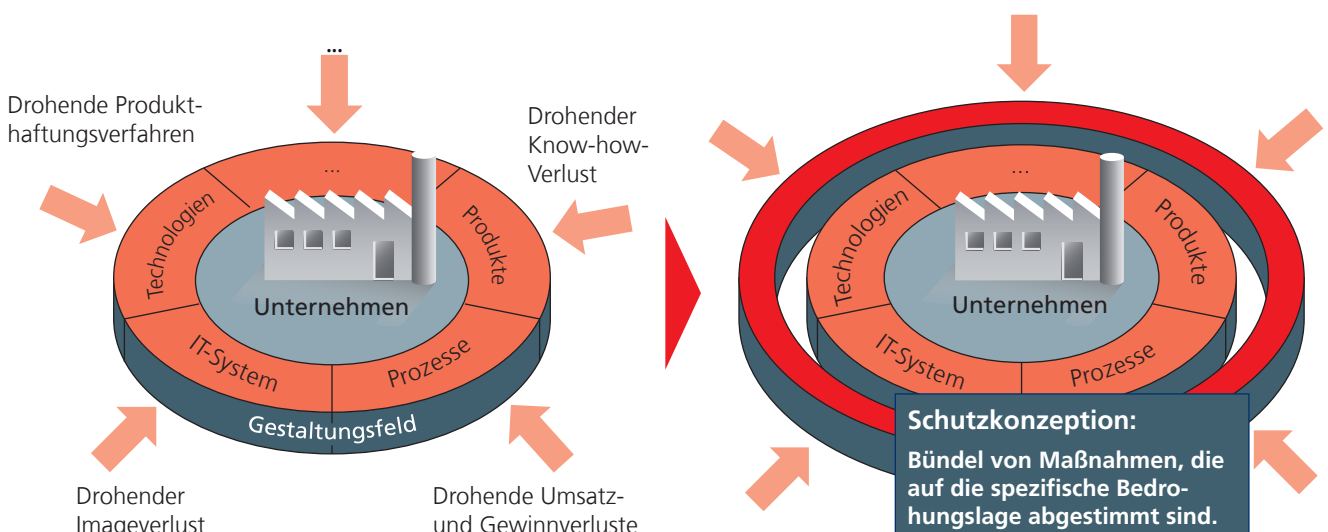 ...
Drohende Produkt-
haftungsverfahren
Drohender
Know-how-
Verlust
...
Technologien
Produkte
Unternehmen
IT-System
Prozesse
Gestaltungsfeld
Drohender
Imageverlust
Drohende Umsatz-
und Gewinnverluste
...
Technologien
Produkte
Unternehmen
IT-System
Prozesse
Schutzkonzeption:
Bündel von Maßnahmen, die
auf die spezifische Bedro-
hungslage abgestimmt sind.